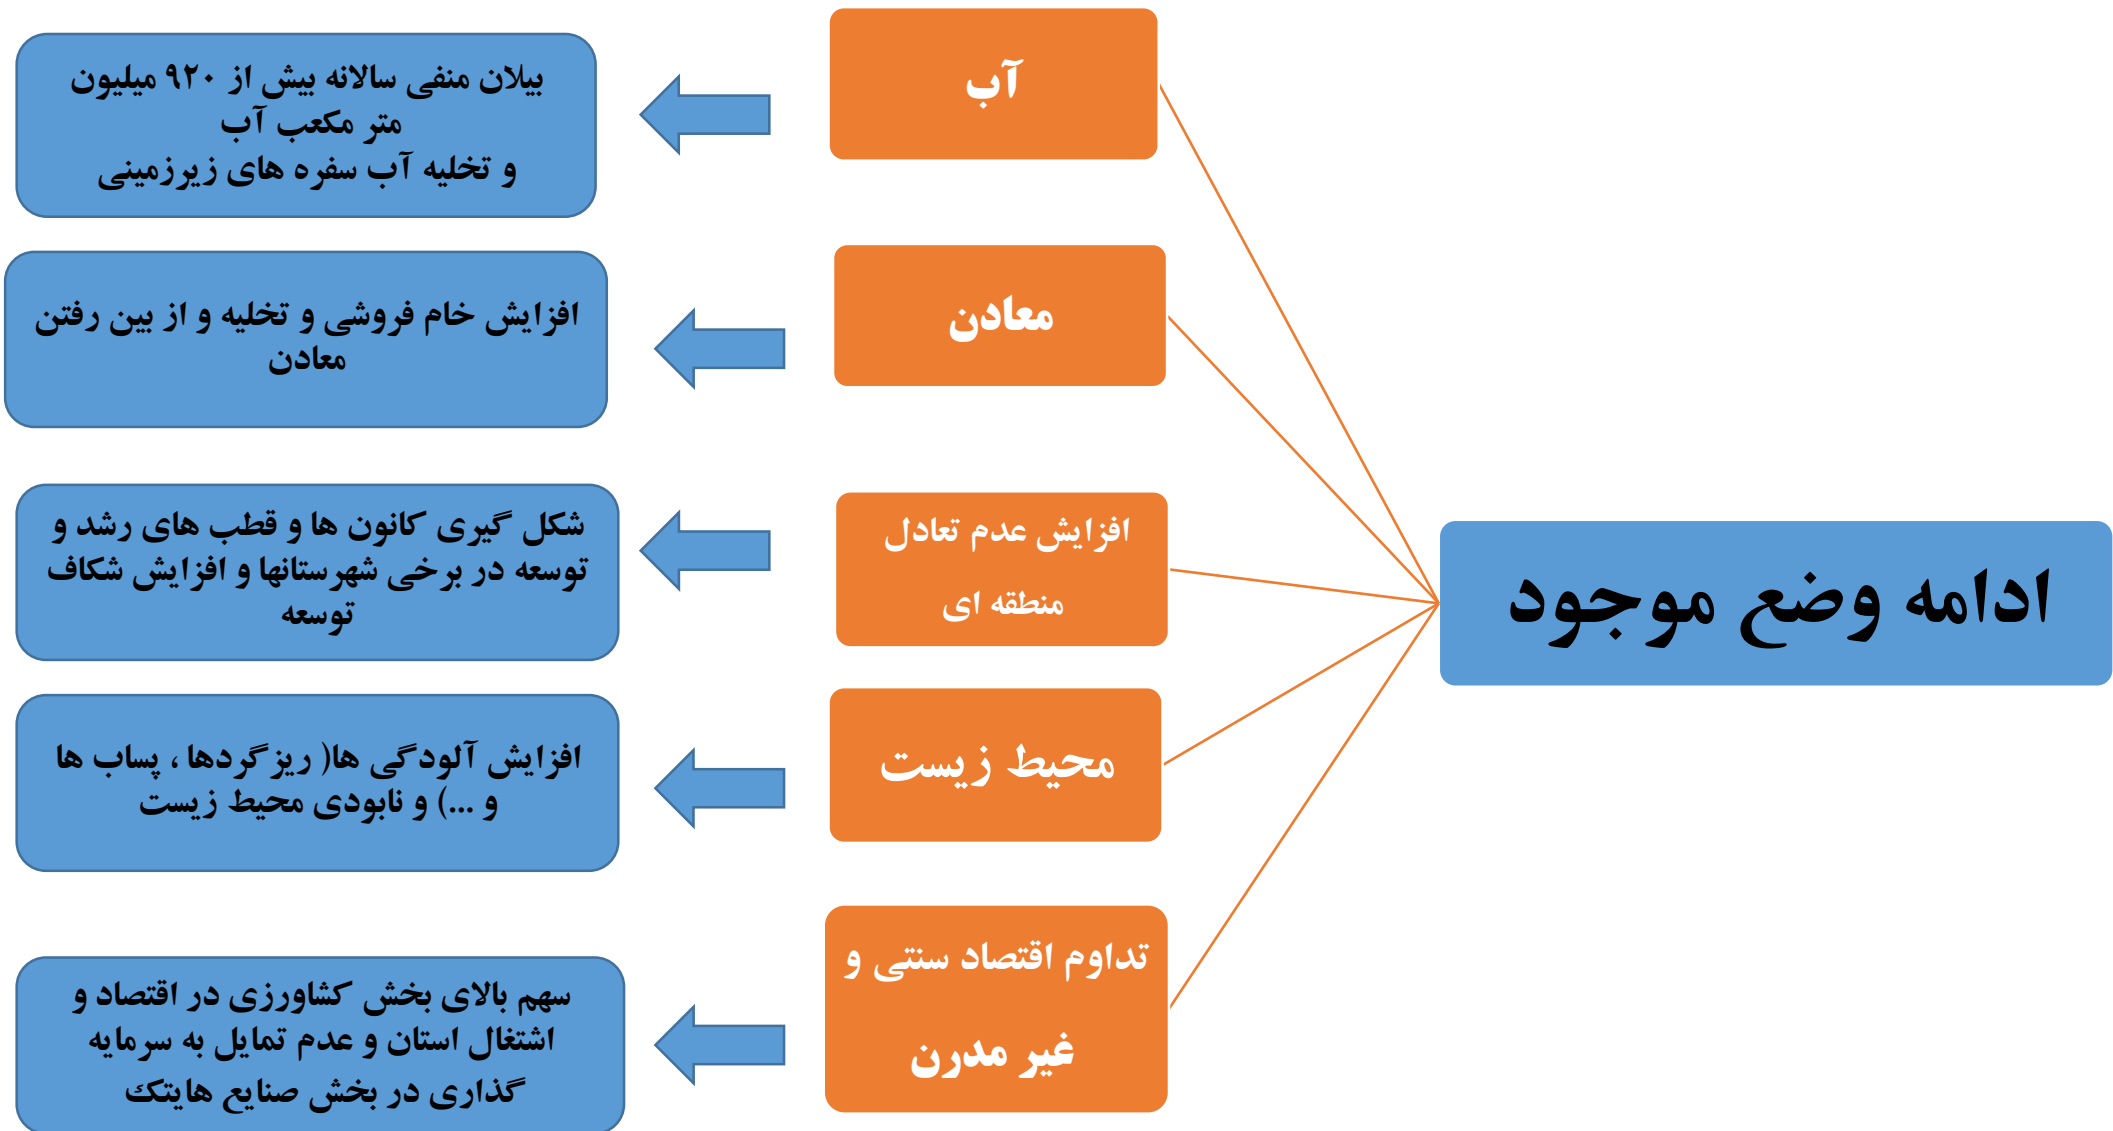 ادامه وضع موجود
آب
بیلان منفی سالانه بیش از ۹۲۰ میلیون
متر مکعب آب
و تخلیه آب سفره های زیرزمینی
معادن
افزایش خام فروشی و تخلیه و از بین رفتن
معادن
افزایش عدم تعادل
منطقه ای
شکل گیری کانون ها و قطب های رشد و
توسعه در برخی شهرستانها و افزایش شکاف
توسعه
محیط زیست
افزایش آلودگی ها( ریزگردها ، پساب ها
و ...) و نابودی محیط زیست
تداوم اقتصاد سنتی و
غیر مدرن
سهم بالای بخش کشاورزی در اقتصاد و
اشتغال استان و عدم تمایل به سرمایه
گذاری در بخش صنایع هایتک